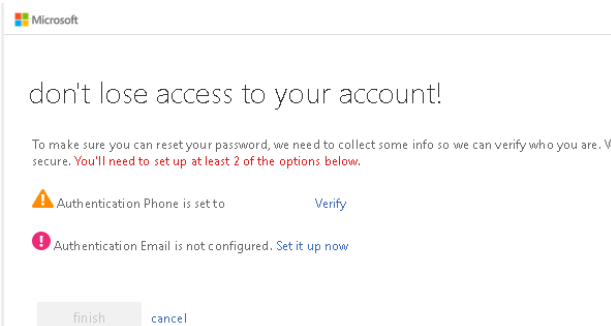 Microsoft
don't lose access to your account!
To make sure you can reset your password, we need to collect some info so we can verify who you are.
secure. You'll need to set up at least 2 of the options below.
Authentication Phone is set to Verify
Authentication Email is not configured. Set it up now
finish cancel